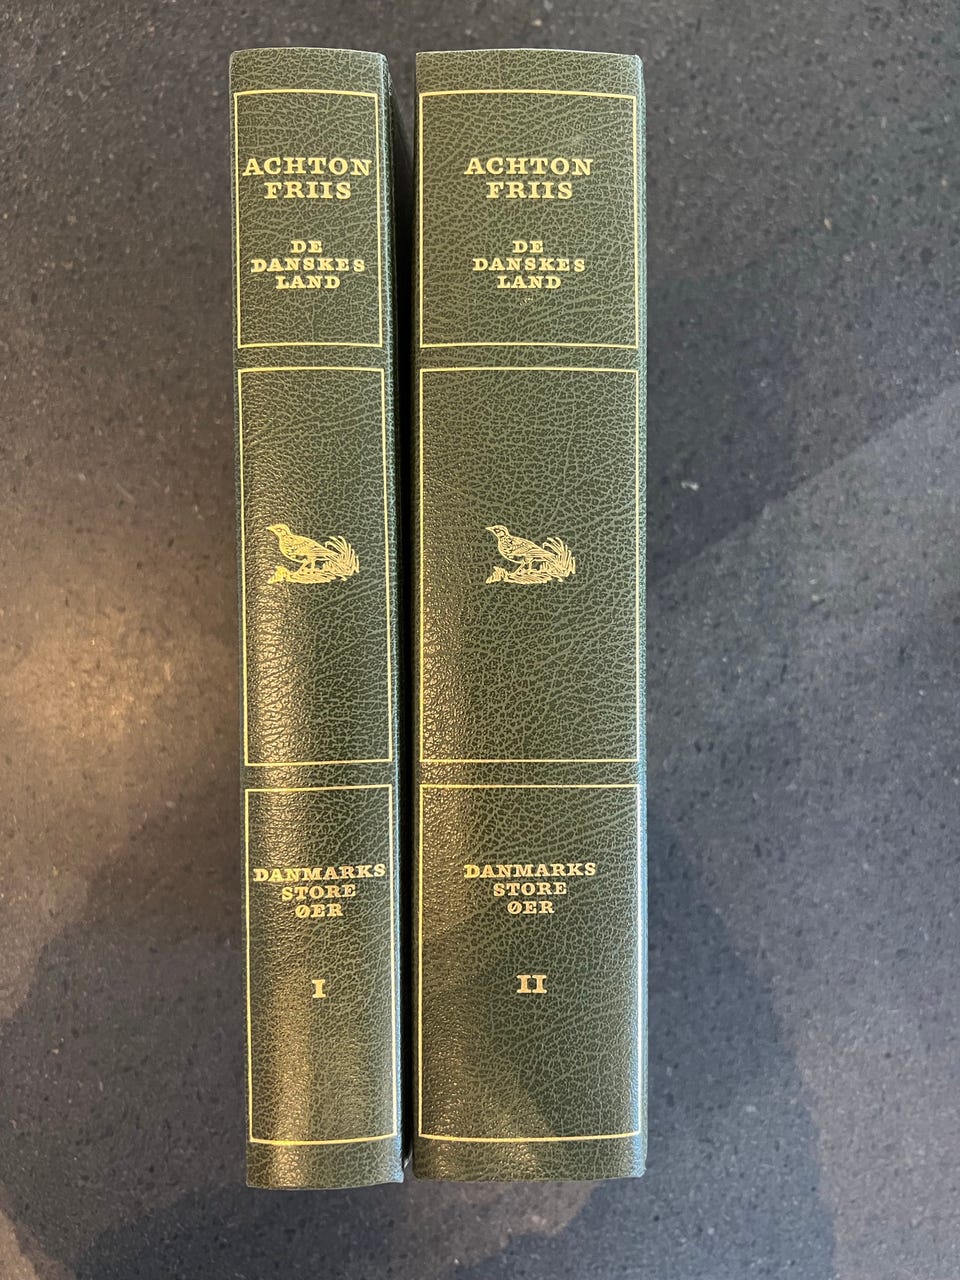 ACHTON
FRIIS
DE
DANSKES
LAND
DANMARKS
STORE
ØER
I
ACHTON
FRIIS
DE
DANSKES
LAND
DANMARKS
STORE
ØER
II